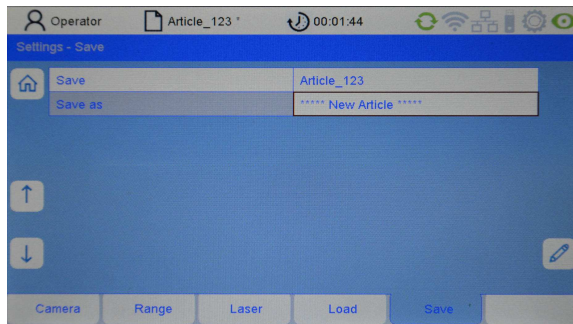 Operator Article_123 * 00:01:44
Settings - Save
Save Article_123
Save as ***** New Article *****
Camera Range Laser Load Save *